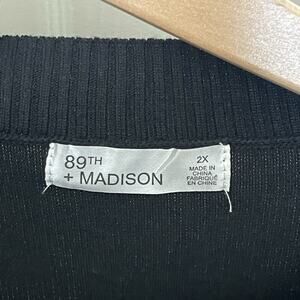 89TH
+ MADISON
2X
MADE IN
CHINA
FABRIQUÉ
EN CHINE